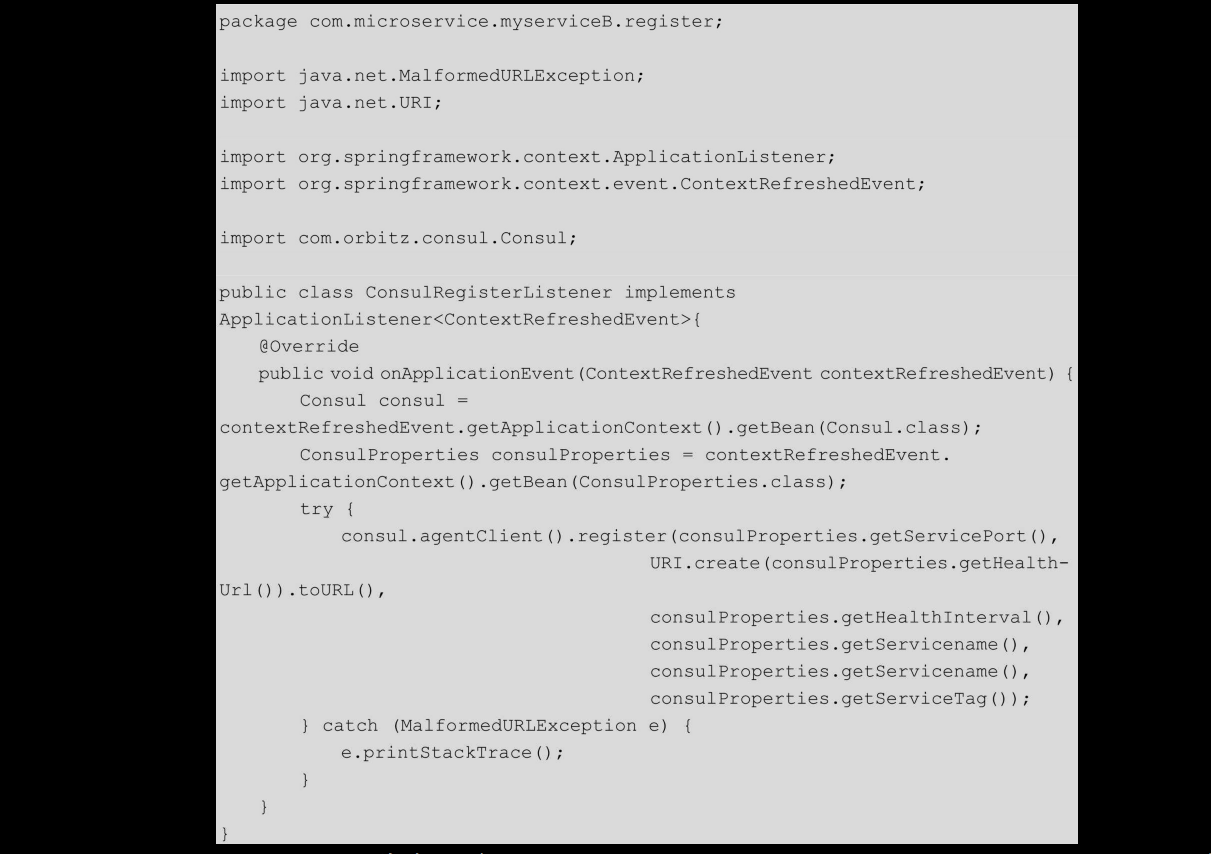 package com.microservice.myserviceB.register;
import java.net.MalformedURLException;
import java.net.URI;
import org.springframework.context.ApplicationListener;
import org.springframework.context.event.ContextRefreshedEvent;
import com.orbitz.consul.Consul;
public class ConsulRegisterListener implements
ApplicationListener<ContextRefreshedEvent>{
@Override
public void onApplicationEvent(ContextRefreshedEvent contextRefreshedEvent) {
Consul consul =
contextRefreshedEvent.getApplicationContext().getBean(Consul.class);
ConsulProperties consulProperties = contextRefreshedEvent.
getApplicationContext().getBean(ConsulProperties.class);
try {
consul.agentClient().register(consulProperties.getServicePort(),
URI.create(consulProperties.getHealth-
Url()).toURL(),
consulProperties.getHealthInterval(),
consulProperties.getServicename(),
consulProperties.getServicename(),
consulProperties.getServiceTag());
} catch (MalformedURLException e) {
e.printStackTrace();
}
}
}